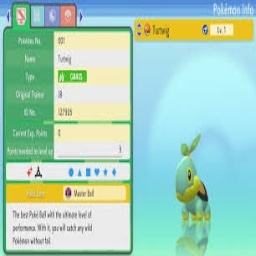 Pokémon Info
Turtwig
Lv. 1
Pokédex No. 001
Name Turtwig
Type GRASS
Original Trainer
ID No.
Current Exp. Points 0
Points needed to level up
Master Ball
The best Poké Ball with the ultimate level of
performance. With it, you will catch any wild
Pokémon without fail.